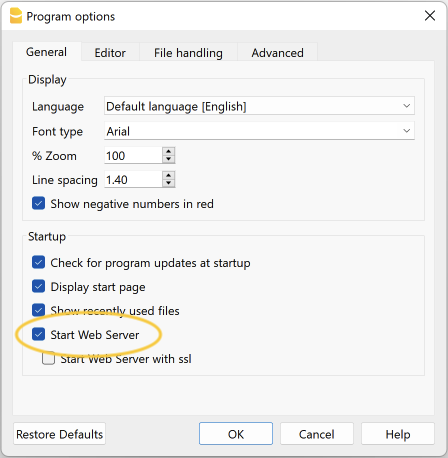 Program options
General Editor File handling Advanced
Display
Language Default language [English]
Font type Arial
% Zoom 100
Line spacing 1.40
Show negative numbers in red
Startup
Check for program updates at startup
Display start page
Show recently used files
Start Web Server
Start Web Server with ssl
Restore Defaults OK Cancel Help